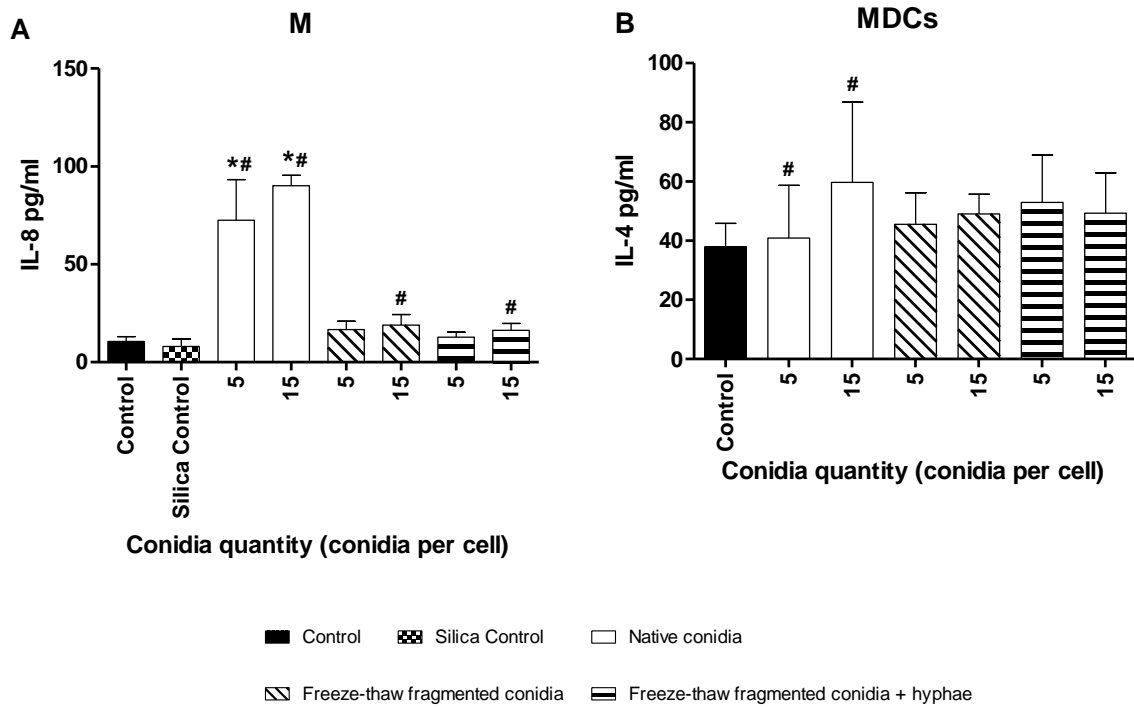 A
M
150
100
50
0
IL-8 pg/ml
*#
*#
#
#
Control
Silica Control
5
15
5
15
5
15
Conidia quantity (conidia per cell)
B
MDCs
100
80
60
40
20
0
IL-4 pg/ml
#
#
Control
5
15
5
15
5
15
Conidia quantity (conidia per cell)
Control
Silica Control
Native conidia
Freeze-thaw fragmented conidia
Freeze-thaw fragmented conidia + hyphae